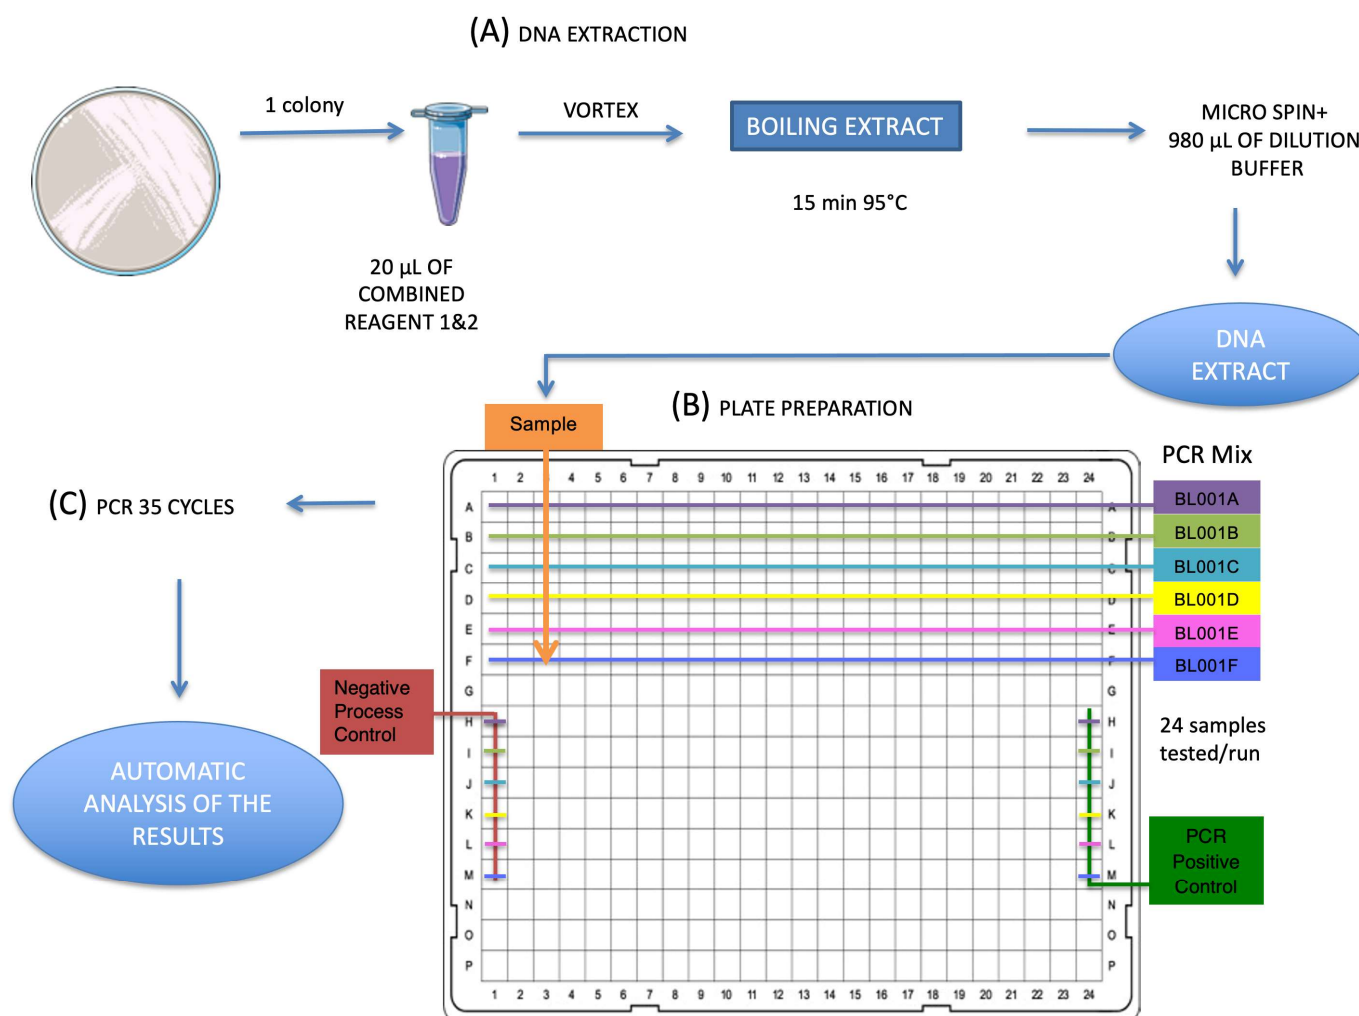 (A) DNA EXTRACTION
1 colony
VORTEX
BOILING EXTRACT
MICRO SPIN+
980 µL OF DILUTION
BUFFER
15 min 95°C
20 µL OF
COMBINED
REAGENT 1&2
DNA
EXTRACT
(B) PLATE PREPARATION
Sample
PCR Mix
1 2 3 4 5 6 7 8 9 10 11 12 13 14 15 16 17 18 19 20 21 22 23 24
(C) PCR 35 CYCLES
A A BL001A
B B BL001B
C C BL001C
D D BL001D
E E BL001E
F F BL001F
G G
Negative
Process
Control
H H
I I
J J
K K
L L
M M
N N
O O
P P
1 2 3 4 5 6 7 8 9 10 11 12 13 14 15 16 17 18 19 20 21 22 23 24
24 samples
tested/run
PCR
Positive
Control
AUTOMATIC
ANALYSIS OF THE
RESULTS